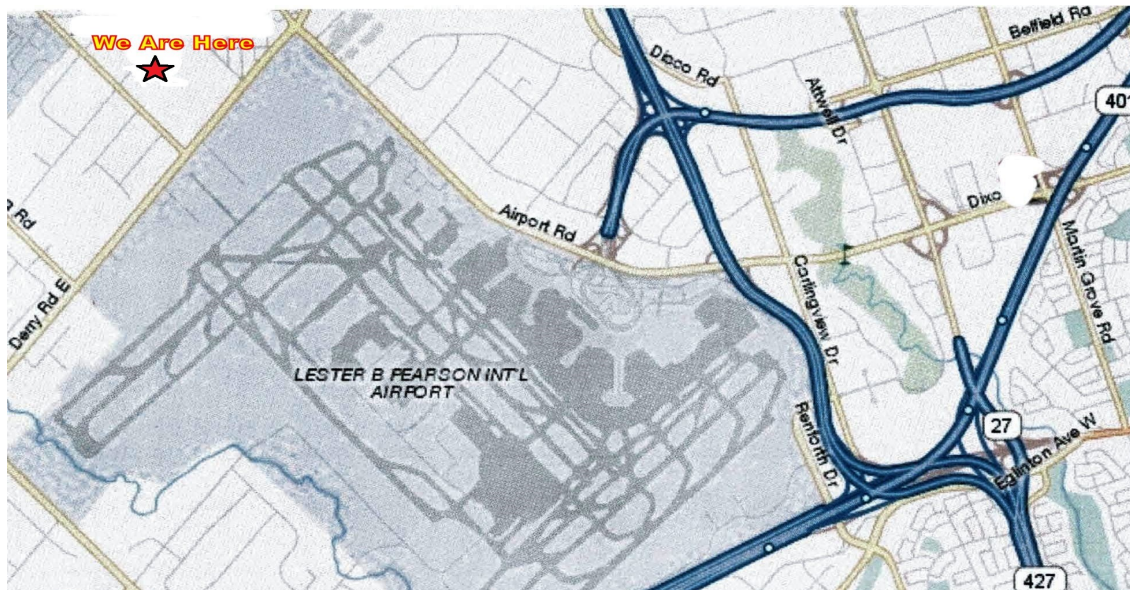 We Are Here
Belfield Rd
Disco Rd
401
Attwell Dr
Dixo
Airport Rd
Rd
Martin Grove Rd
Derry Rd E
Carlingview Dr
LESTER B PEARSON INT'L
AIRPORT
Renforth Dr
27
Eglinton Ave W
427